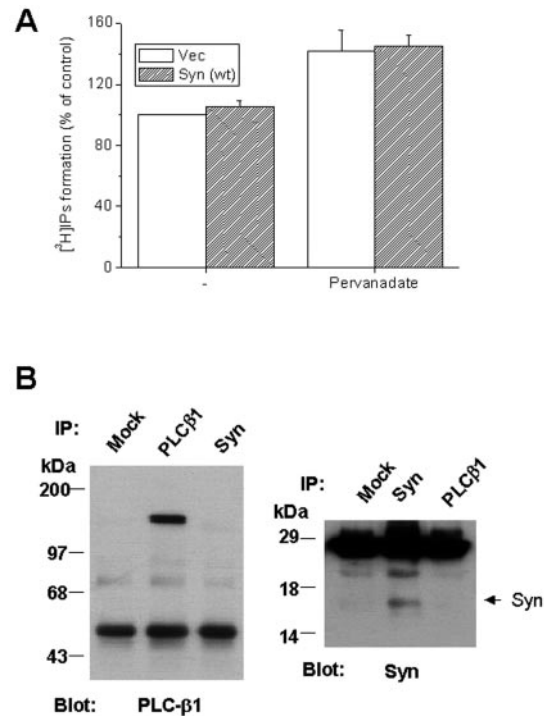 A
[³H]IPs formation (% of control)
160
120
80
40
0
Vec
Syn (wt)
-
Pervanadate
B
IP:
Mock
PLCβ1
Syn
kDa
200
97
68
43
Blot: PLC-β1
IP:
Mock
Syn
PLCβ1
kDa
29
18
14
Syn
Blot: Syn